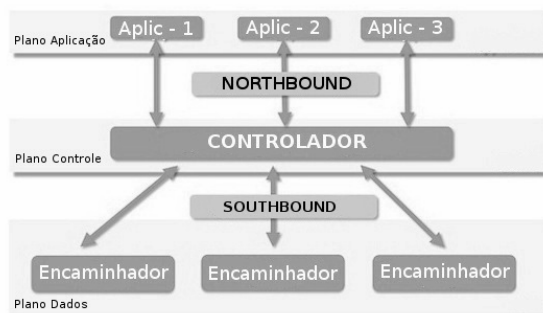 Aplic - 1 Aplic - 2 Aplic - 3
Plano Aplicação
NORTHBOUND
CONTROLADOR
Plano Controle
SOUTHBOUND
Encaminhador Encaminhador Encaminhador
Plano Dados